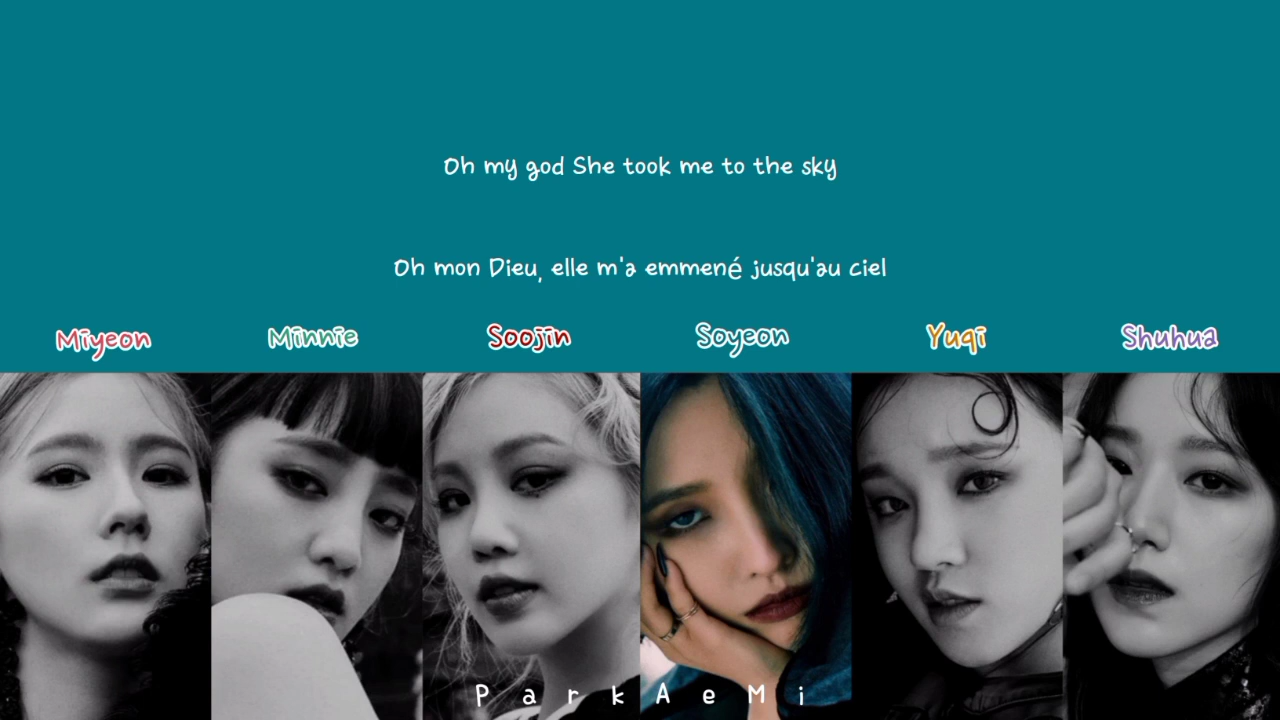 Oh my god She took me to the sky
Oh mon Dieu, elle m'a emmené jusqu'au ciel
Miyeon Minnie Soojin Soyeon Yuqi Shuhua
ParkAeMi